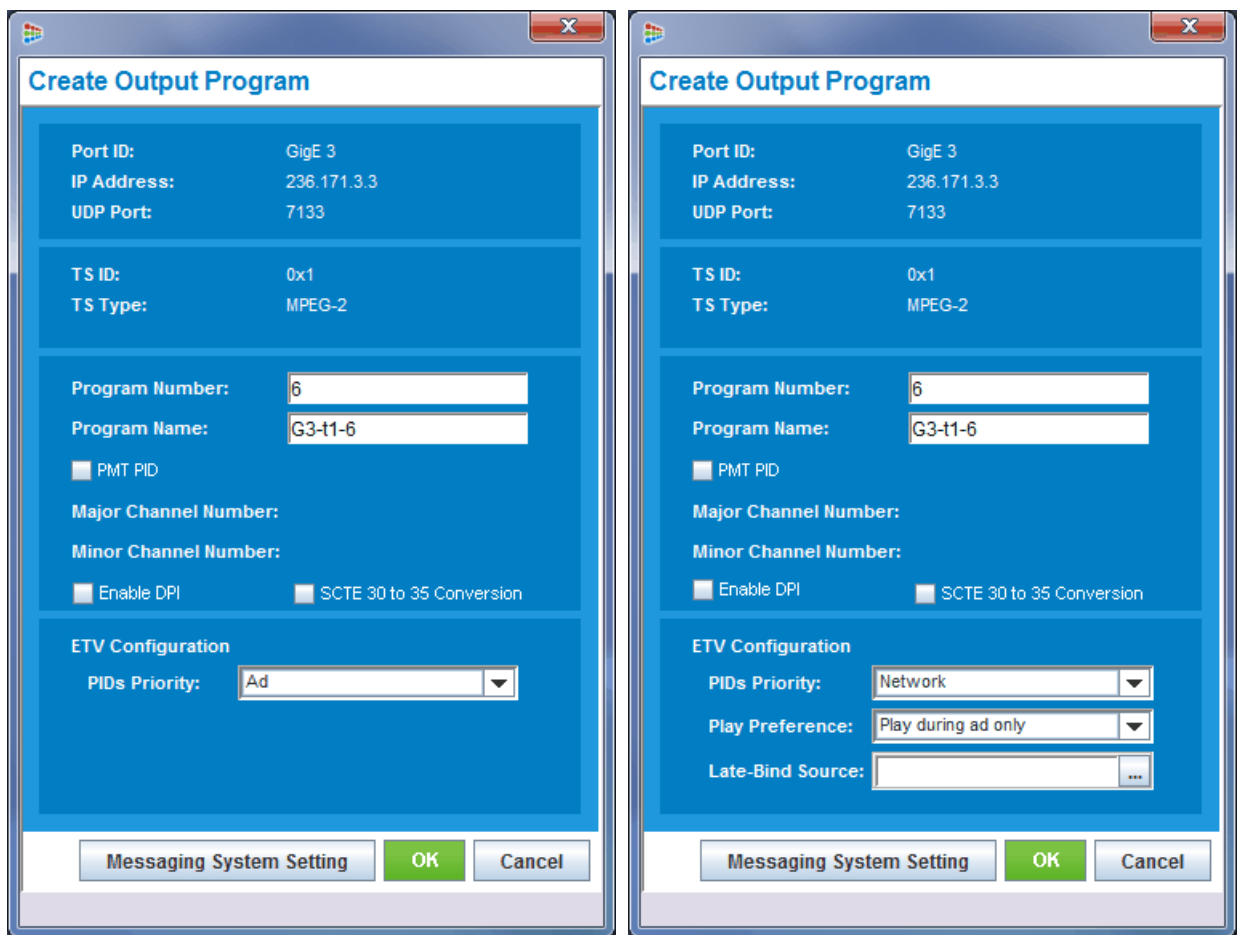 Create Output Program
Port ID: GigE 3
IP Address: 236.171.3.3
UDP Port: 7133
TS ID: 0x1
TS Type: MPEG-2
Program Number: 6
Program Name: G3-t1-6
PMT PID
Major Channel Number:
Minor Channel Number:
Enable DPI SCTE 30 to 35 Conversion
ETV Configuration
PIDs Priority: Ad
Messaging System Setting OK Cancel
Create Output Program
Port ID: GigE 3
IP Address: 236.171.3.3
UDP Port: 7133
TS ID: 0x1
TS Type: MPEG-2
Program Number: 6
Program Name: G3-t1-6
PMT PID
Major Channel Number:
Minor Channel Number:
Enable DPI SCTE 30 to 35 Conversion
ETV Configuration
PIDs Priority: Network
Play Preference: Play during ad only
Late-Bind Source: ...
Messaging System Setting OK Cancel